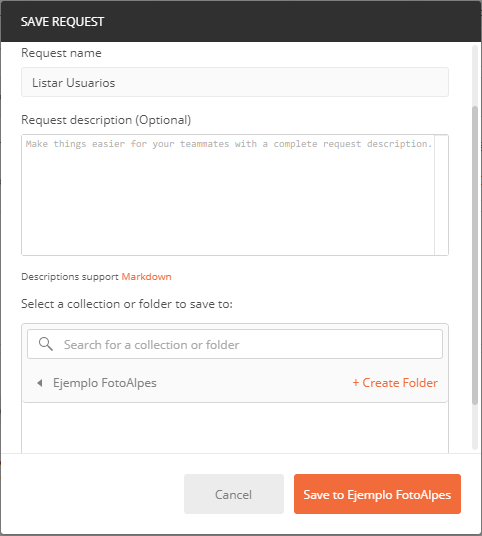 SAVE REQUEST
Request name
Listar Usuarios
Request description (Optional)
Make things easier for your teammates with a complete request description.
Descriptions support Markdown
Select a collection or folder to save to:
Search for a collection or folder
Ejemplo FotoAlpes + Create Folder
Cancel Save to Ejemplo FotoAlpes